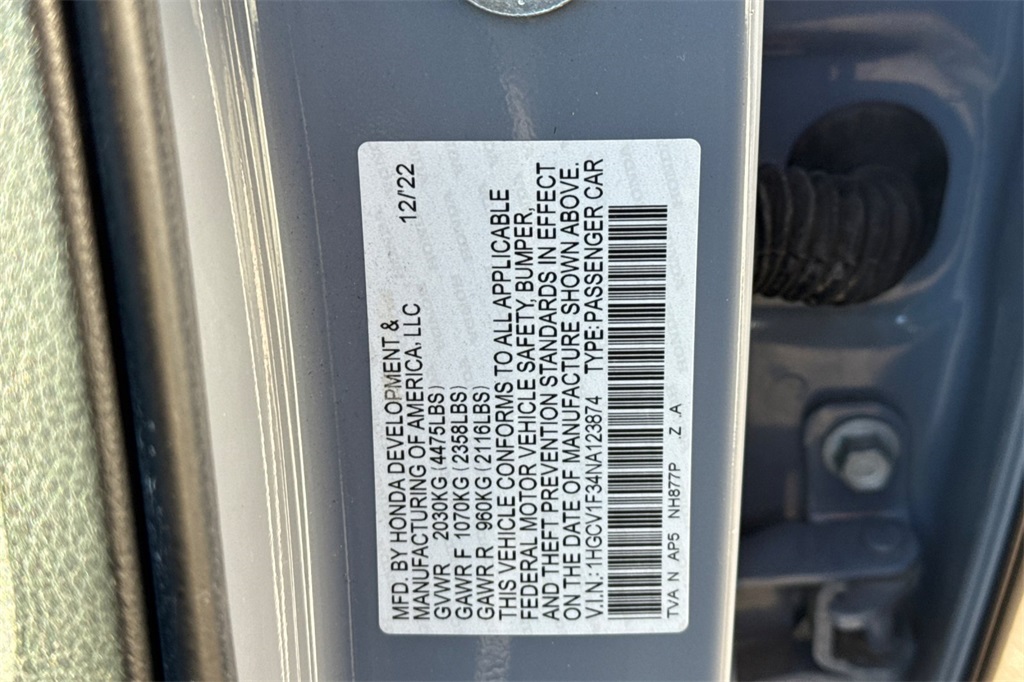 MFD. BY HONDA DEVELOPMENT & 12/22
MANUFACTURING OF AMERICA, LLC
GVWR 2030KG (4475LBS)
GAWR F 1070KG (2358LBS)
GAWR R 960KG (2116LBS)
THIS VEHICLE CONFORMS TO ALL APPLICABLE
FEDERAL MOTOR VEHICLE SAFETY, BUMPER,
AND THEFT PREVENTION STANDARDS IN EFFECT
ON THE DATE OF MANUFACTURE SHOWN ABOVE.
V.I.N.: 1HGCV1F34NA123874 TYPE: PASSENGER CAR
TVA N AP5 NH877P .Z .A